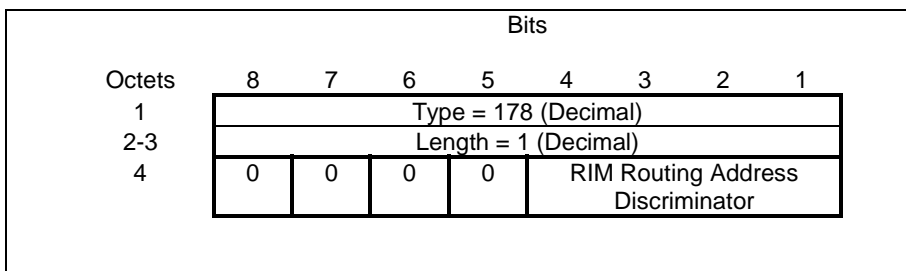 Bits
Octets 8 7 6 5 4 3 2 1
1 Type = 178 (Decimal)
2-3 Length = 1 (Decimal)
4 0 0 0 0 RIM Routing Address
Discriminator